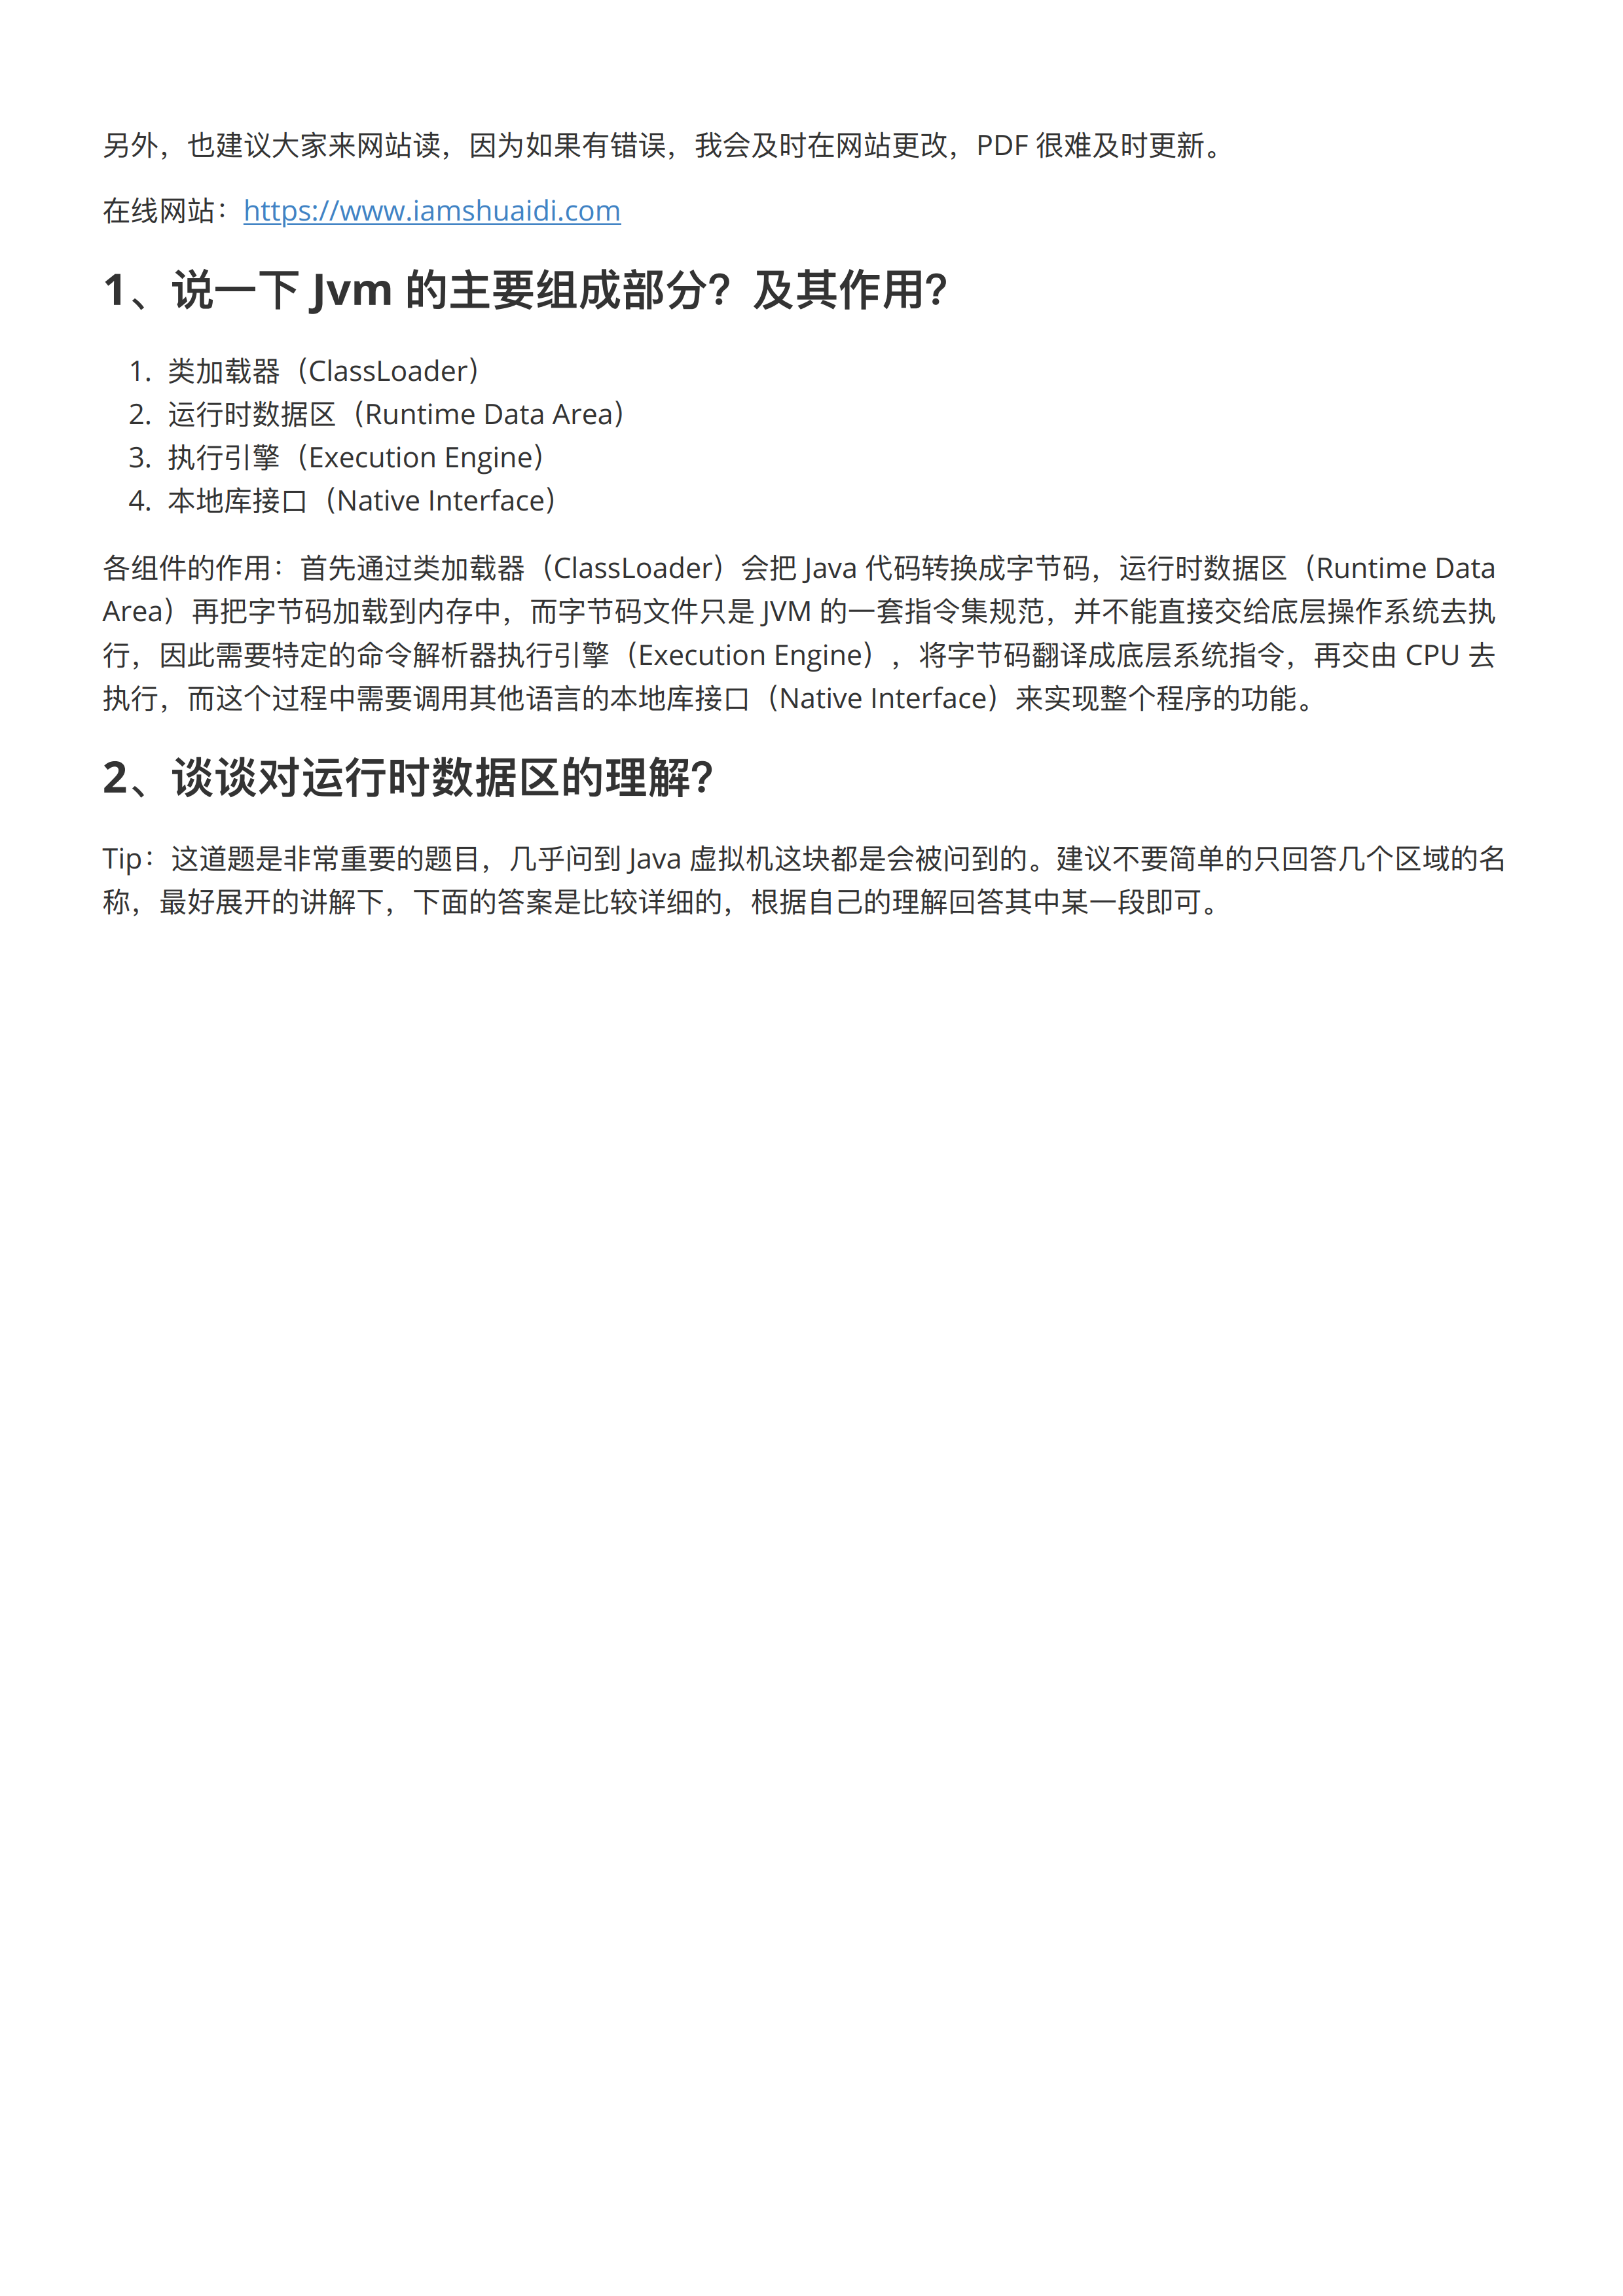 另外，也建议大家来网站读，因为如果有错误，我会及时在网站更改，PDF 很难及时更新。
在线网站：https://www.iamshuaidi.com
1、说一下 Jvm 的主要组成部分？及其作用？
1. 类加载器（ClassLoader）
2. 运行时数据区（Runtime Data Area）
3. 执行引擎（Execution Engine）
4. 本地库接口（Native Interface）
各组件的作用：首先通过类加载器（ClassLoader）会把 Java 代码转换成字节码，运行时数据区（Runtime Data
Area）再把字节码加载到内存中，而字节码文件只是 JVM 的一套指令集规范，并不能直接交给底层操作系统去执
行，因此需要特定的命令解析器执行引擎（Execution Engine），将字节码翻译成底层系统指令，再交由 CPU 去
执行，而这个过程中需要调用其他语言的本地库接口（Native Interface）来实现整个程序的功能。
2、谈谈对运行时数据区的理解？
Tip：这道题是非常重要的题目，几乎问到 Java 虚拟机这块都是会被问到的。建议不要简单的只回答几个区域的名
称，最好展开的讲解下，下面的答案是比较详细的，根据自己的理解回答其中某一段即可。